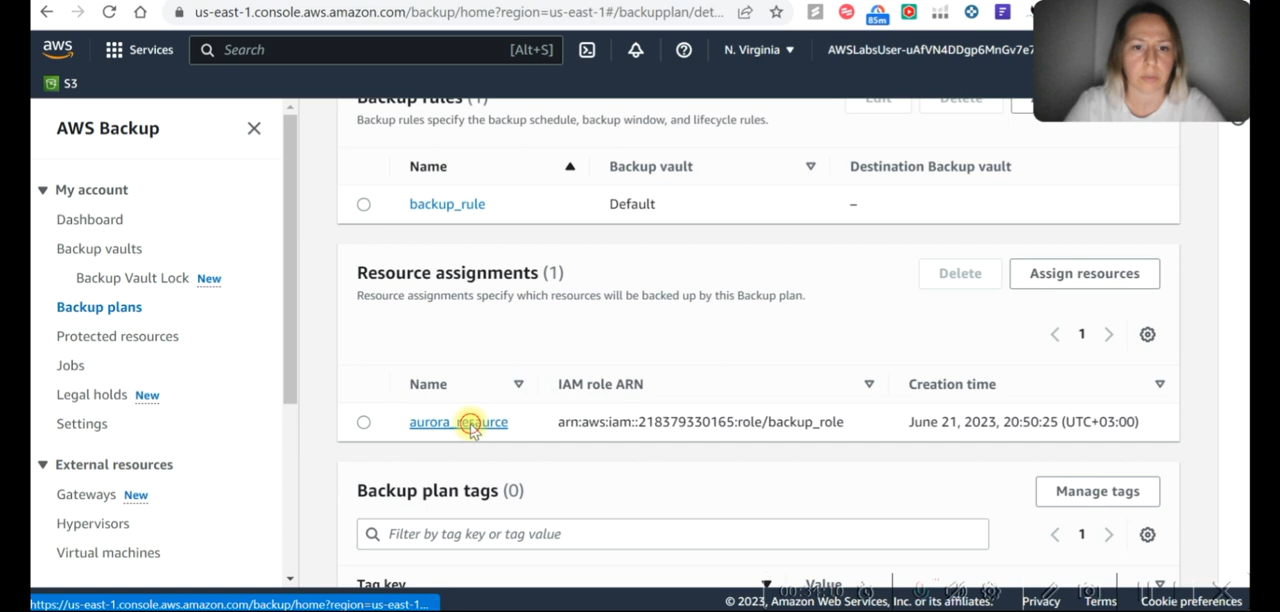 us-east-1.console.aws.amazon.com/backup/home?region=us-east-1#/backupplan/det...
85m
aws
Services
Search
[Alt+S]
N. Virginia
AWSLabsUser-uAfVN4DDgp6MnGv7e7
S3
AWS Backup
My account
Dashboard
Backup vaults
Backup Vault Lock New
Backup plans
Protected resources
Jobs
Legal holds New
Settings
External resources
Gateways New
Hypervisors
Virtual machines
Backup rules (1)
Edit
Delete
Backup rules specify the backup schedule, backup window, and lifecycle rules.
Name
Backup vault
Destination Backup vault
backup_rule
Default
–
Resource assignments (1)
Delete
Assign resources
Resource assignments specify which resources will be backed up by this Backup plan.
1
Name
IAM role ARN
Creation time
aurora_resource
arn:aws:iam::218379330165:role/backup_role
June 21, 2023, 20:50:25 (UTC+03:00)
Backup plan tags (0)
Manage tags
Filter by tag key or tag value
1
Tag key
Value
https://us-east-1.console.aws.amazon.com/backup/home?region=us-east-1...
© 2023, Amazon Web Services, Inc. or its affiliates.
Privacy
Terms
Cookie preferences